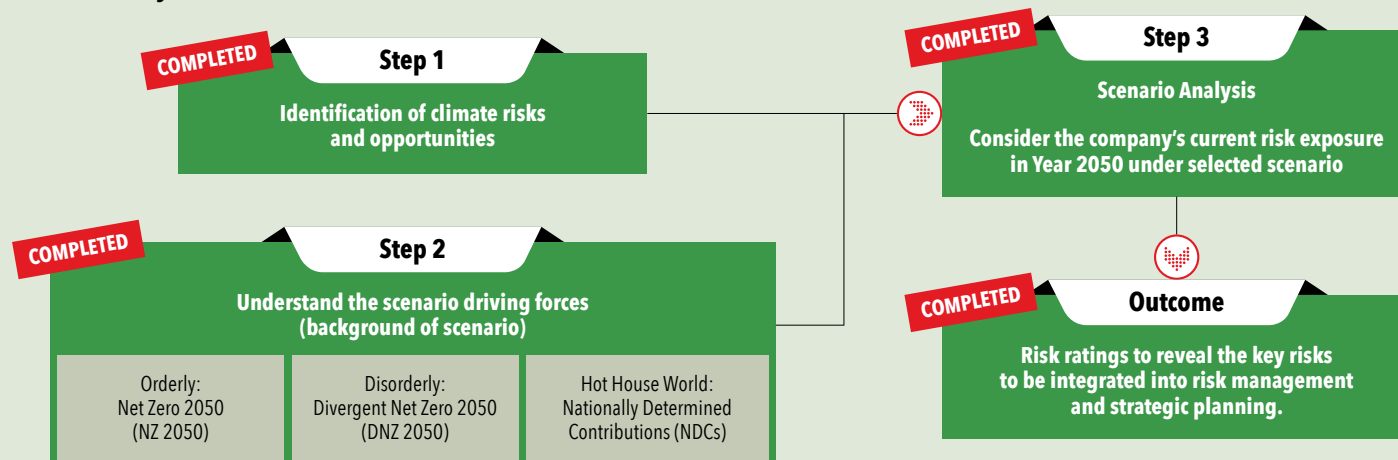 COMPLETED
Step 1
Identification of climate risks
and opportunities
COMPLETED
Step 2
Understand the scenario driving forces
(background of scenario)
Orderly:
Net Zero 2050
(NZ 2050)
Disorderly:
Divergent Net Zero 2050
(DNZ 2050)
Hot House World:
Nationally Determined
Contributions (NDCs)
COMPLETED
Step 3
Scenario Analysis
Consider the company's current risk exposure
in Year 2050 under selected scenario
COMPLETED
Outcome
Risk ratings to reveal the key risks
to be integrated into risk management
and strategic planning.